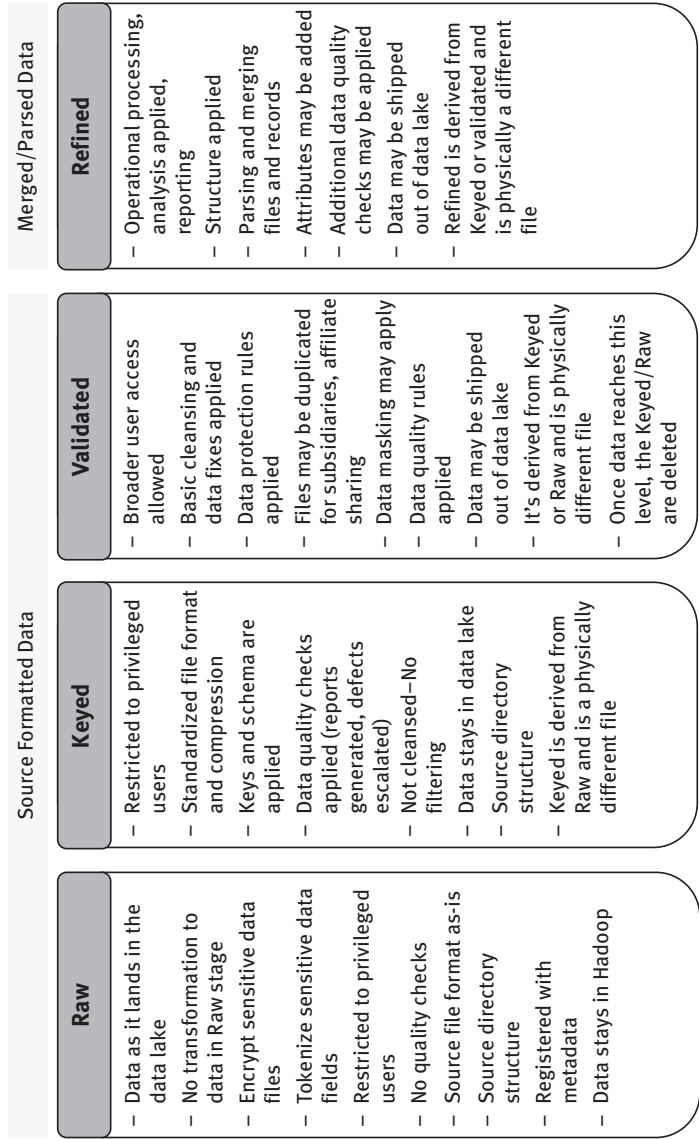 Source Formatted Data
Merged/Parsed Data
Raw
– Data as it lands in the
data lake
– No transformation to
data in Raw stage
– Encrypt sensitive data
files
– Tokenize sensitive data
fields
– Restricted to privileged
users
– No quality checks
– Source file format as-is
– Source directory
structure
– Registered with
metadata
– Data stays in Hadoop
Keyed
– Restricted to privileged
users
– Standardized file format
and compression
– Keys and schema are
applied
– Data quality checks
applied (reports
generated, defects
escalated)
– Not cleansed–No
filtering
– Data stays in data lake
– Source directory
structure
– Keyed is derived from
Raw and is a physically
different file
Validated
– Broader user access
allowed
– Basic cleansing and
data fixes applied
– Data protection rules
applied
– Files may be duplicated
for subsidiaries, affiliate
sharing
– Data masking may apply
– Data quality rules
applied
– Data may be shipped
out of data lake
– It's derived from Keyed
or Raw and is physically
different file
– Once data reaches this
level, the Keyed/Raw
are deleted
Refined
– Operational processing,
analysis applied,
reporting
– Structure applied
– Parsing and merging
files and records
– Attributes may be added
– Additional data quality
checks may be applied
– Data may be shipped
out of data lake
– Refined is derived from
Keyed or validated and
is physically a different
file